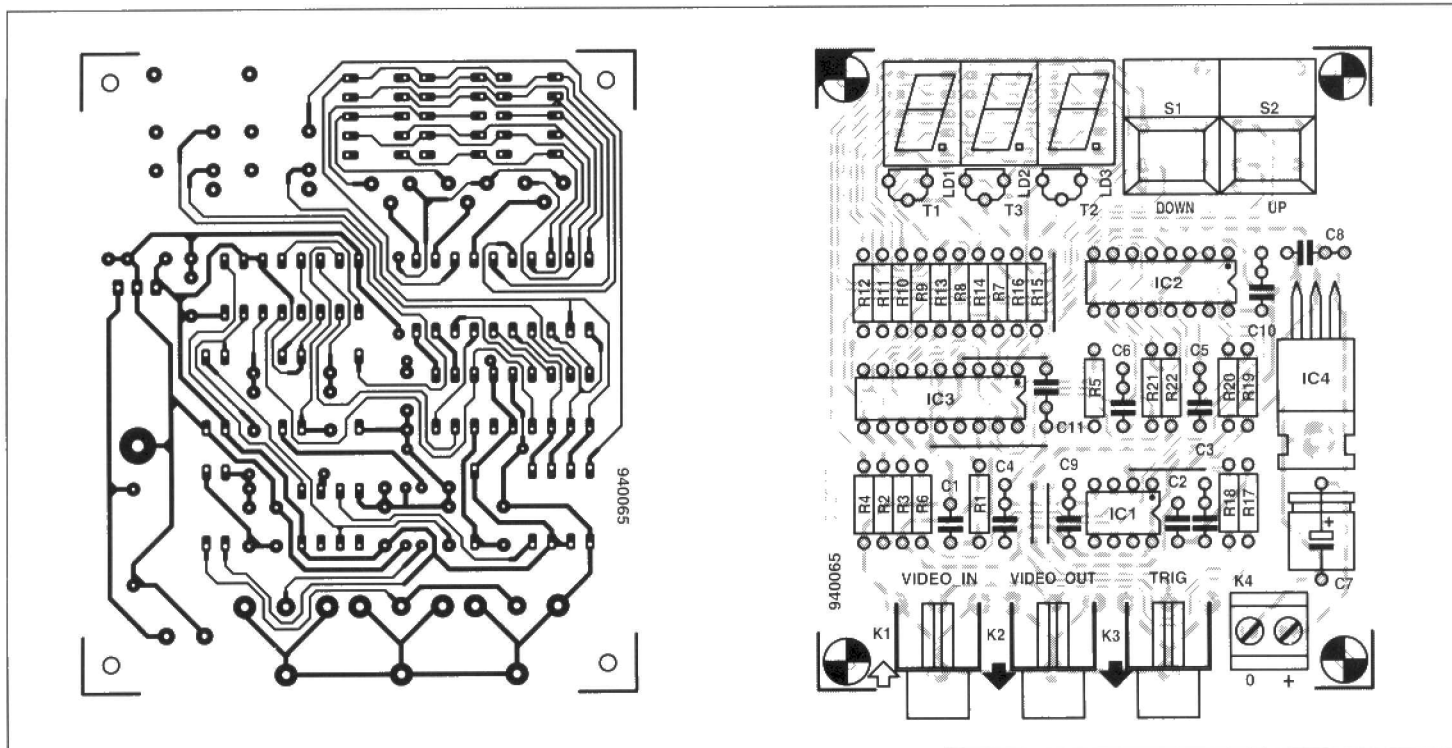 940065
S1 S2
LD1 LD2 LD3
T1 T3 T2
DOWN UP
C8
R12 R11 R10 R9 R13 R8 R14 R7 R16 R15
IC2
C10
C6 C5
IC3
R5 R21 R22 R20 R19
IC4
C11
C1 C4 C9 C2 C3
R4 R2 R3 R6 R1 IC1 R18 R17
+
C7
940065
VIDEO_IN VIDEO_OUT TRIG K4
K1 K2 K3
0 +